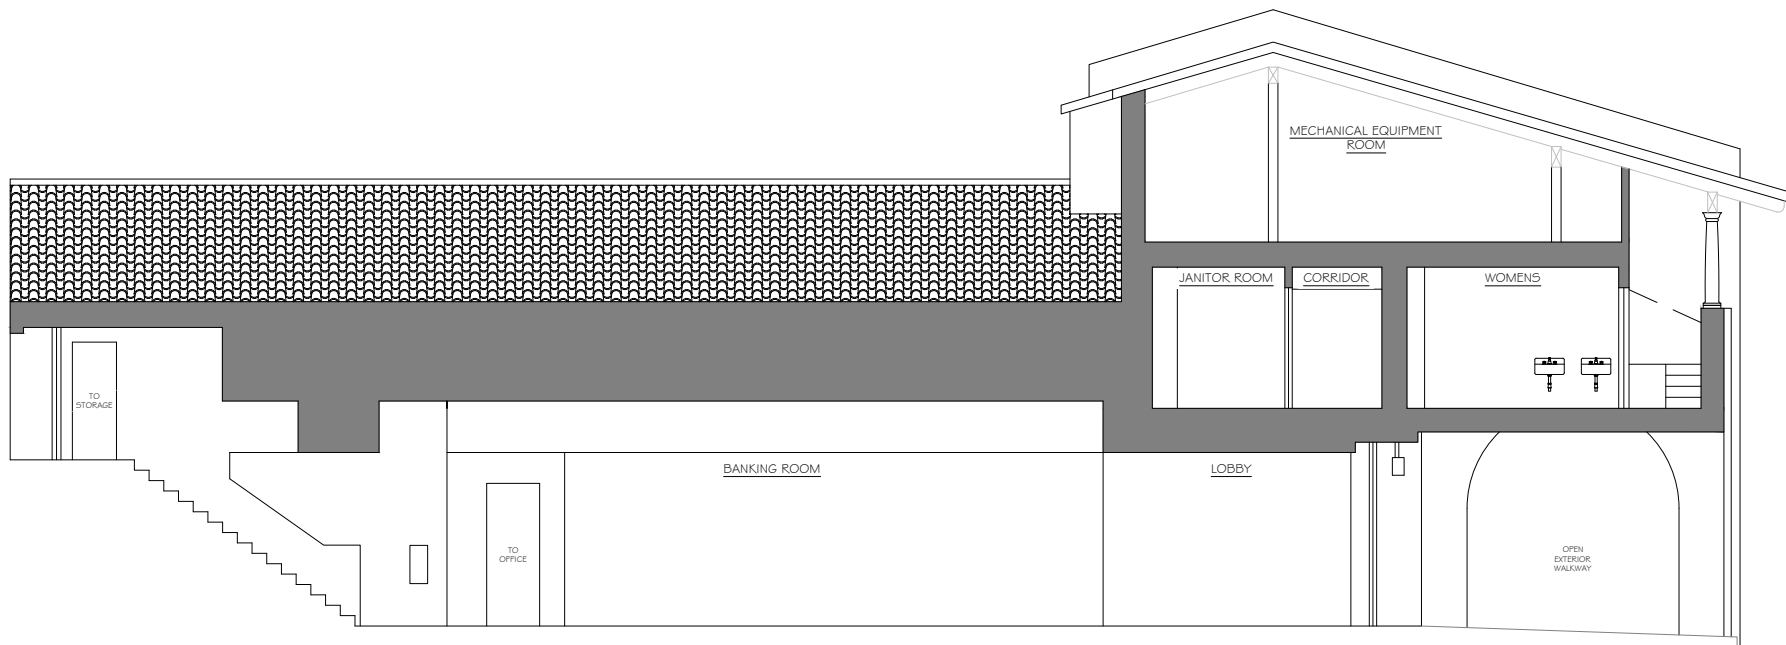 MECHANICAL EQUIPMENT
ROOM
JANITOR ROOM
CORRIDOR
WOMENS
TO
STORAGE
BANKING ROOM
LOBBY
TO
OFFICE
OPEN
EXTERIOR
WALKWAY